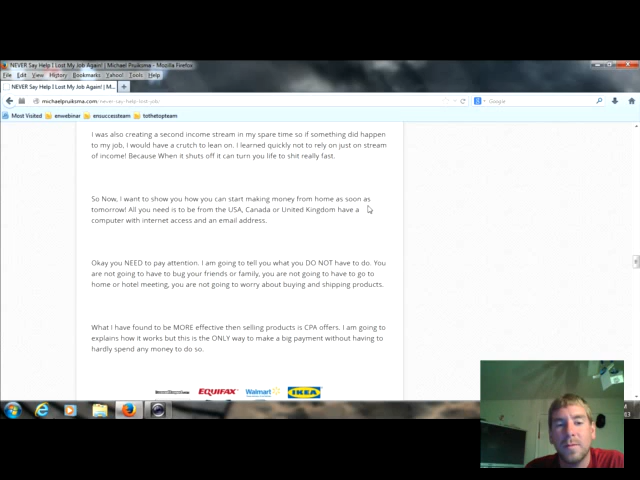 NEVER Say Help I Lost My Job Again! | Michael Pruiksma - Mozilla Firefox
File Edit View History Bookmarks Yahoo! Tools Help
NEVER Say Help I Lost My Job Again! | M...
michaelpruiksma.com/never-say-help-lost-job/
Google
Most Visited enwebinar ensuccessteam tothetopteam
I was also creating a second income stream in my spare time so if something did happen
to my job, I would have a crutch to lean on. I learned quickly not to rely on just on stream
of income! Because When it shuts off it can turn you life to shit really fast.
So Now, I want to show you how you can start making money from home as soon as
tomorrow! All you need is to be from the USA, Canada or United Kingdom have a
computer with internet access and an email address.
Okay you NEED to pay attention. I am going to tell you what you DO NOT have to do. You
are not going to have to bug your friends or family, you are not going to have to go to
home or hotel meeting, you are not going to worry about buying and shipping products.
What I have found to be MORE effective then selling products is CPA offers. I am going to
explains how it works but this is the ONLY way to make a big payment without having to
hardly spend any money to do so.
EQUIFAX Walmart IKEA